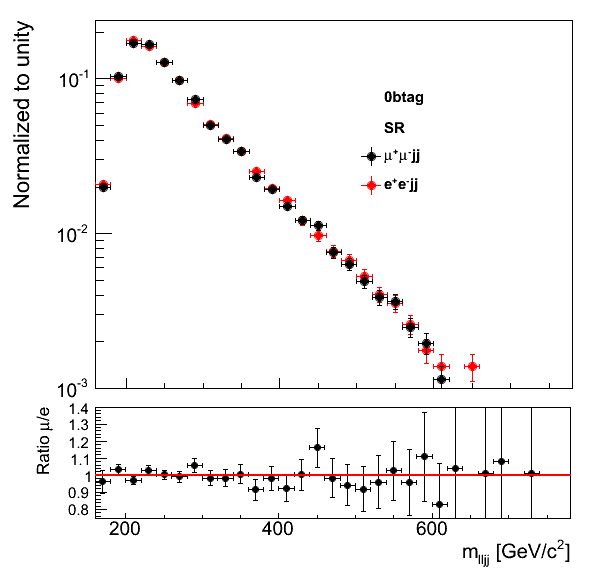 Normalized to unity
10⁻¹
10⁻²
10⁻³
0btag
SR
μ⁺μ⁻jj
e⁺e⁻jj
Ratio μ/e
1.4
1.3
1.2
1.1
1
0.9
0.8
200 400 600
m_lljj [GeV/c²]